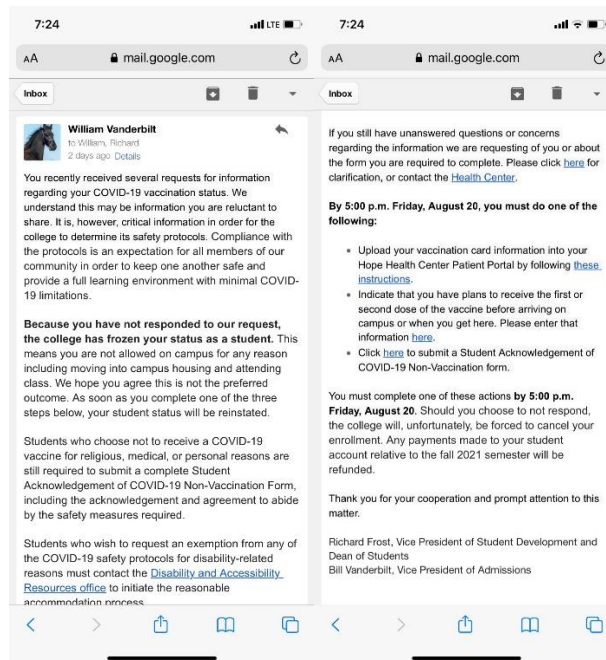 7:24
LTE
AA
mail.google.com
Inbox
William Vanderbilt
to William, Richard
2 days ago Details
You recently received several requests for information
regarding your COVID-19 vaccination status. We
understand this may be information you are reluctant to
share. It is, however, critical information in order for the
college to determine its safety protocols. Compliance with
the protocols is an expectation for all members of our
community in order to keep one another safe and
provide a full learning environment with minimal COVID-
19 limitations.
Because you have not responded to our request,
the college has frozen your status as a student. This
means you are not allowed on campus for any reason
including moving into campus housing and attending
class. We hope you agree this is not the preferred
outcome. As soon as you complete one of the three
steps below, your student status will be reinstated.
Students who choose not to receive a COVID-19
vaccine for religious, medical, or personal reasons are
still required to submit a complete Student
Acknowledgement of COVID-19 Non-Vaccination Form,
including the acknowledgement and agreement to abide
by the safety measures required.
Students who wish to request an exemption from any of
the COVID-19 safety protocols for disability-related
reasons must contact the Disability and Accessibility
Resources office to initiate the reasonable
accommodation process.
7:24
AA
mail.google.com
Inbox
If you still have unanswered questions or concerns
regarding the information we are requesting of you or about
the form you are required to complete. Please click here for
clarification, or contact the Health Center.
By 5:00 p.m. Friday, August 20, you must do one of the
following:
• Upload your vaccination card information into your
Hope Health Center Patient Portal by following these
instructions.
• Indicate that you have plans to receive the first or
second dose of the vaccine before arriving on
campus or when you get here. Please enter that
information here.
• Click here to submit a Student Acknowledgement of
COVID-19 Non-Vaccination form.
You must complete one of these actions by 5:00 p.m.
Friday, August 20. Should you choose to not respond,
the college will, unfortunately, be forced to cancel your
enrollment. Any payments made to your student
account relative to the fall 2021 semester will be
refunded.
Thank you for your cooperation and prompt attention to this
matter.
Richard Frost, Vice President of Student Development and
Dean of Students
Bill Vanderbilt, Vice President of Admissions